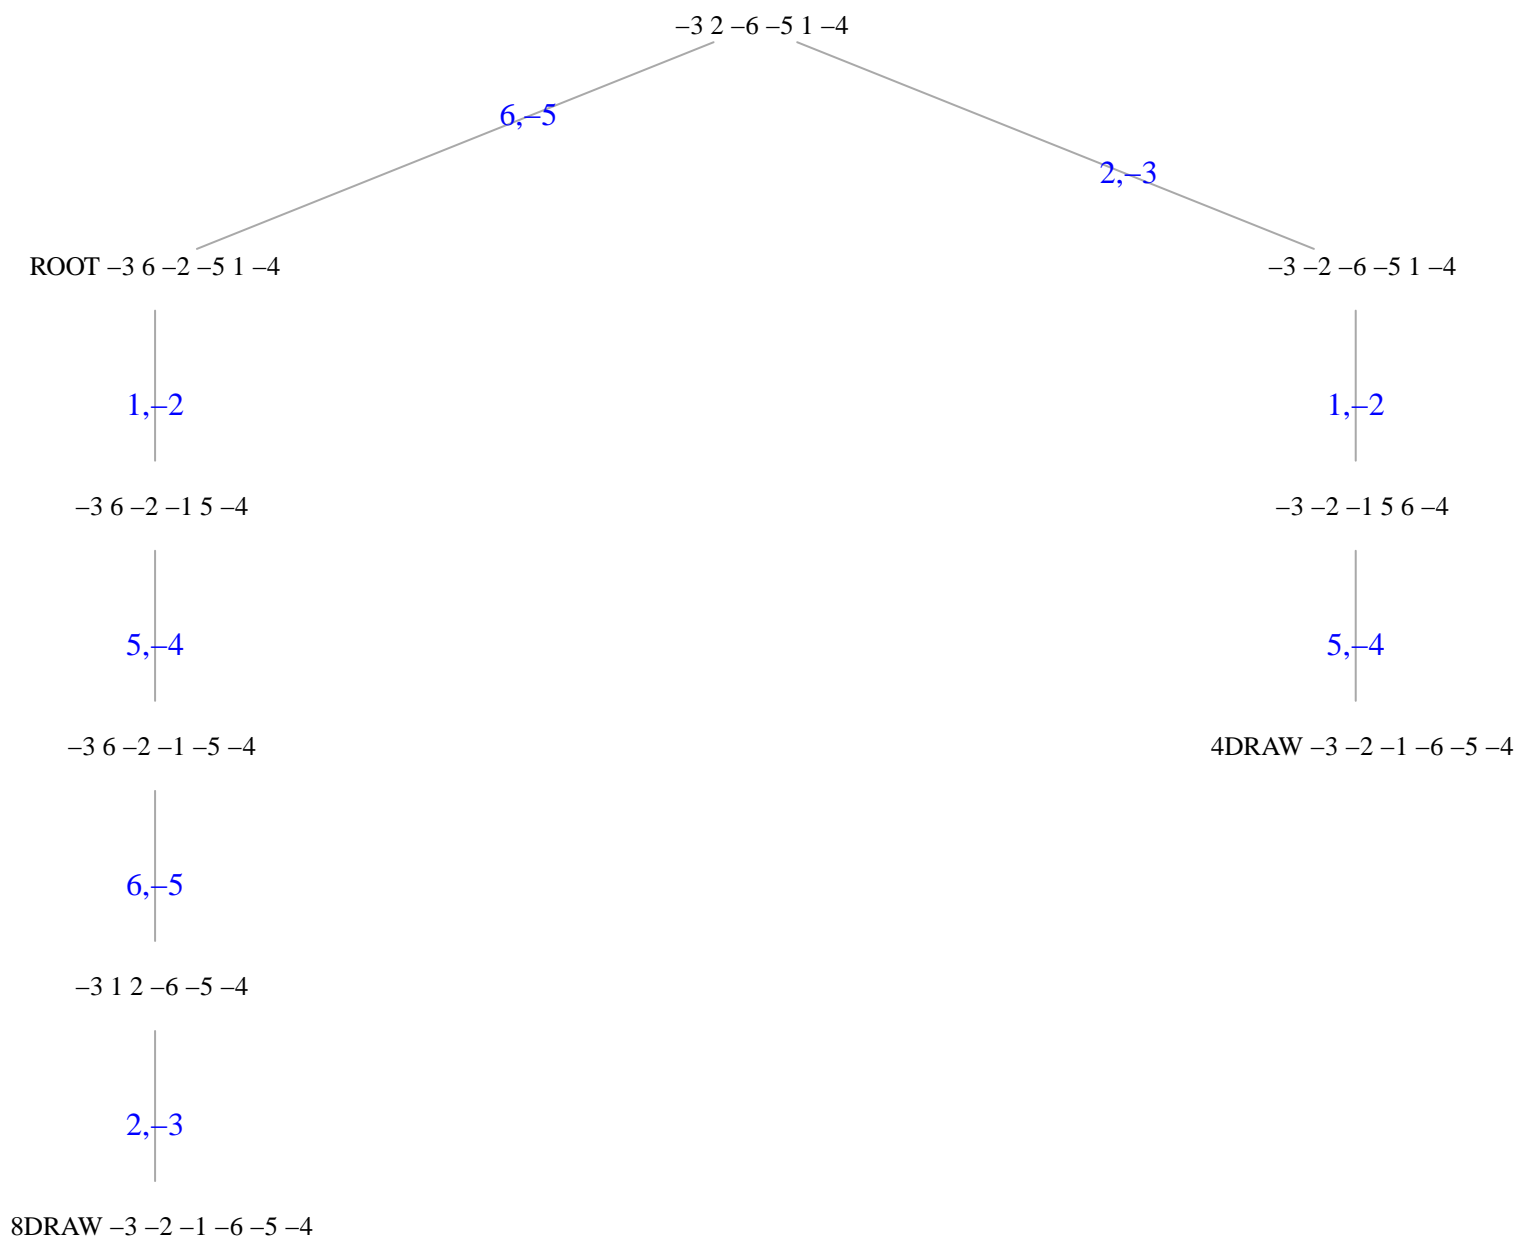 –3 2 –6 –5 1 –4
6,–5
2,–3
ROOT –3 6 –2 –5 1 –4
–3 –2 –6 –5 1 –4
1,–2
1,–2
–3 6 –2 –1 5 –4
–3 –2 –1 5 6 –4
5,–4
5,–4
–3 6 –2 –1 –5 –4
4DRAW –3 –2 –1 –6 –5 –4
6,–5
–3 1 2 –6 –5 –4
2,–3
8DRAW –3 –2 –1 –6 –5 –4